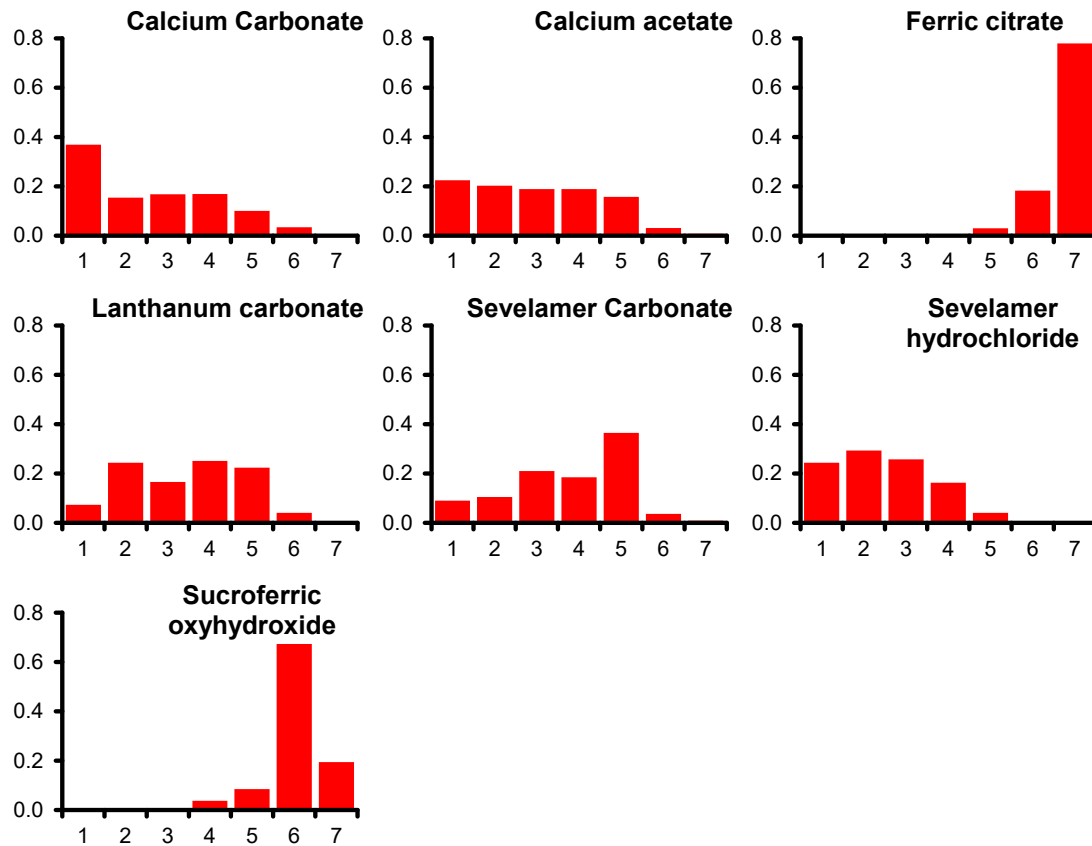 Calcium Carbonate
0.8
0.6
0.4
0.2
0.0
1 2 3 4 5 6 7
Calcium acetate
0.8
0.6
0.4
0.2
0.0
1 2 3 4 5 6 7
Ferric citrate
0.8
0.6
0.4
0.2
0.0
1 2 3 4 5 6 7
Lanthanum carbonate
0.8
0.6
0.4
0.2
0.0
1 2 3 4 5 6 7
Sevelamer Carbonate
0.8
0.6
0.4
0.2
0.0
1 2 3 4 5 6 7
Sevelamer
hydrochloride
0.8
0.6
0.4
0.2
0.0
1 2 3 4 5 6 7
Sucroferric
oxyhydroxide
0.8
0.6
0.4
0.2
0.0
1 2 3 4 5 6 7